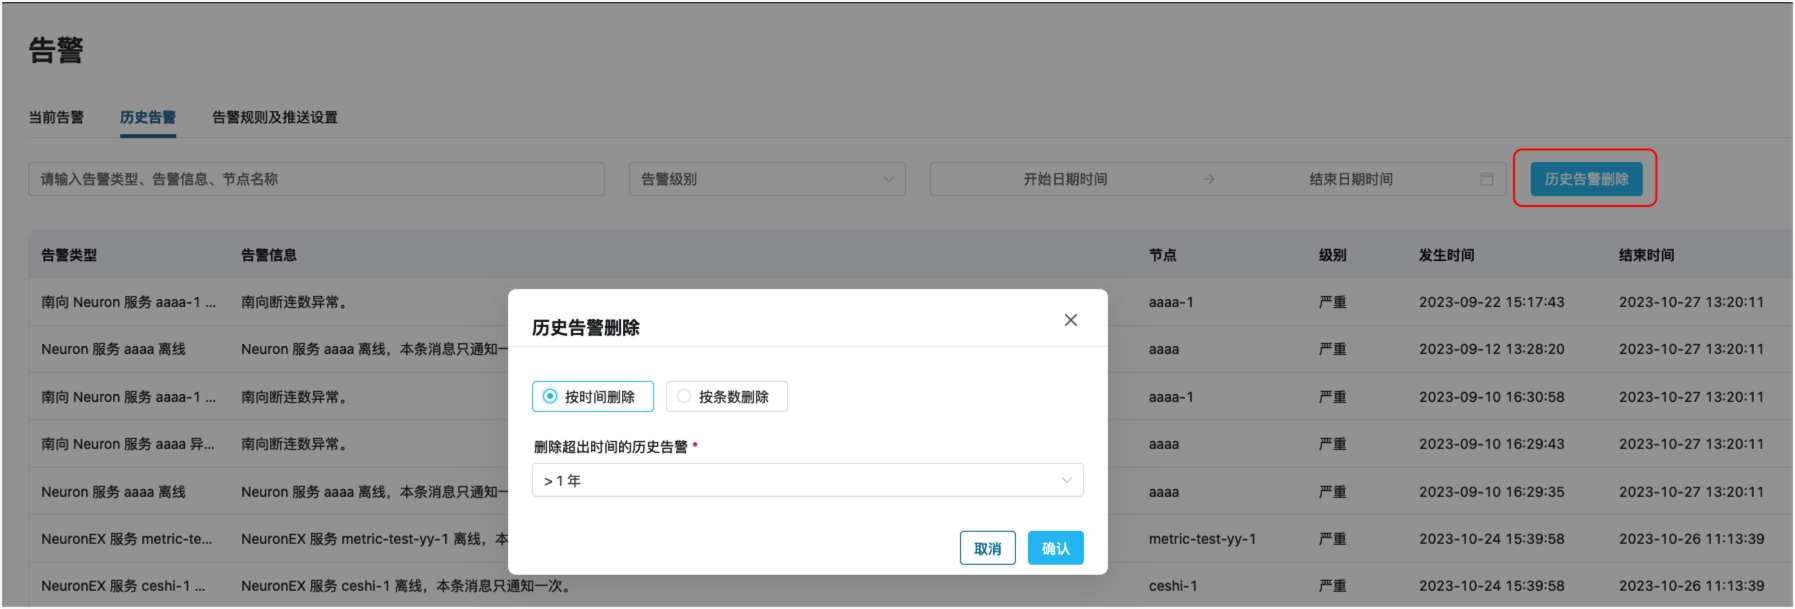 告警
当前告警 历史告警 告警规则及推送设置
请输入告警类型、告警信息、节点名称 告警级别 开始日期时间 → 结束日期时间 历史告警删除
告警类型 告警信息 节点 级别 发生时间 结束时间
南向 Neuron 服务 aaaa-1 ... 南向断连数异常。 aaaa-1 严重 2023-09-22 15:17:43 2023-10-27 13:20:11
Neuron 服务 aaaa 离线 Neuron 服务 aaaa 离线，本条消息只通知一 aaaa 严重 2023-09-12 13:28:20 2023-10-27 13:20:11
南向 Neuron 服务 aaaa-1 ... 南向断连数异常。 aaaa-1 严重 2023-09-10 16:30:58 2023-10-27 13:20:11
南向 Neuron 服务 aaaa 异... 南向断连数异常。 aaaa 严重 2023-09-10 16:29:43 2023-10-27 13:20:11
Neuron 服务 aaaa 离线 Neuron 服务 aaaa 离线，本条消息只通知一 aaaa 严重 2023-09-10 16:29:35 2023-10-27 13:20:11
NeuronEX 服务 metric-te... NeuronEX 服务 metric-test-yy-1 离线，本 metric-test-yy-1 严重 2023-10-24 15:39:58 2023-10-26 11:13:39
NeuronEX 服务 ceshi-1 ... NeuronEX 服务 ceshi-1 离线，本条消息只通知一次。 ceshi-1 严重 2023-10-24 15:39:58 2023-10-26 11:13:39
历史告警删除
按时间删除 按条数删除
删除超出时间的历史告警 *
> 1 年
取消 确认